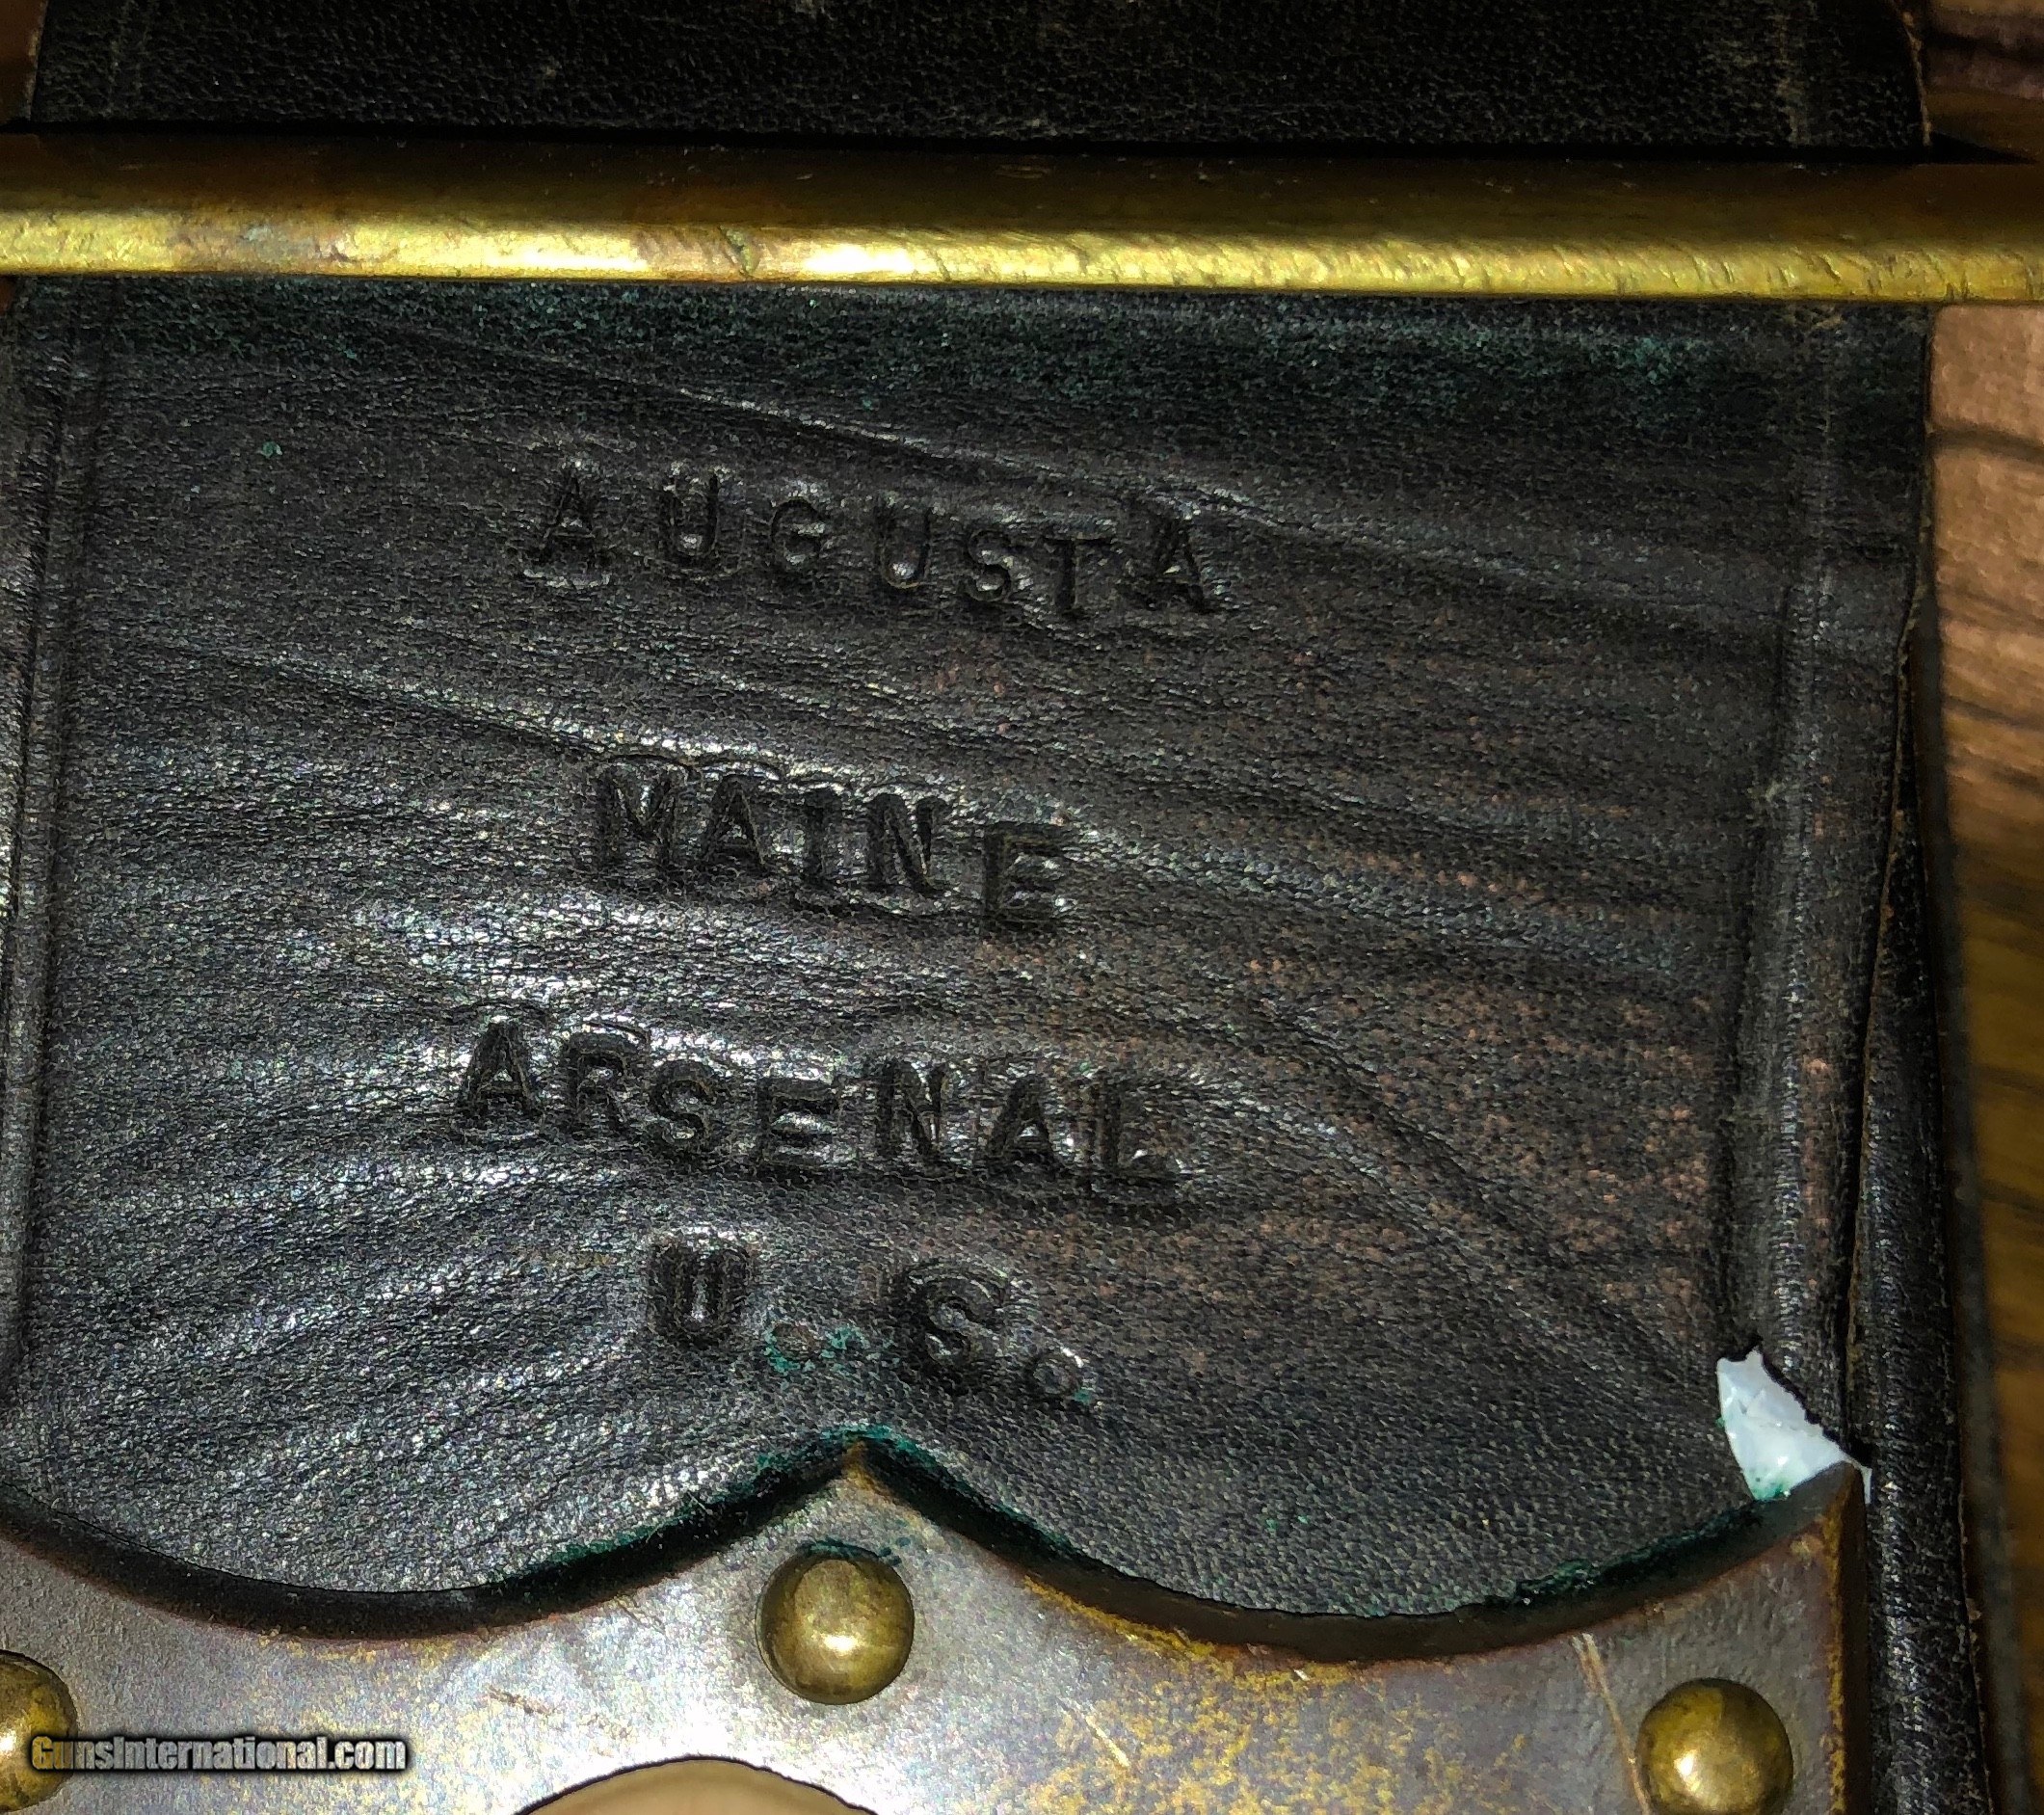 AUGUSTA
MAINE
ARSENAL
U.S.
GunsInternational.com